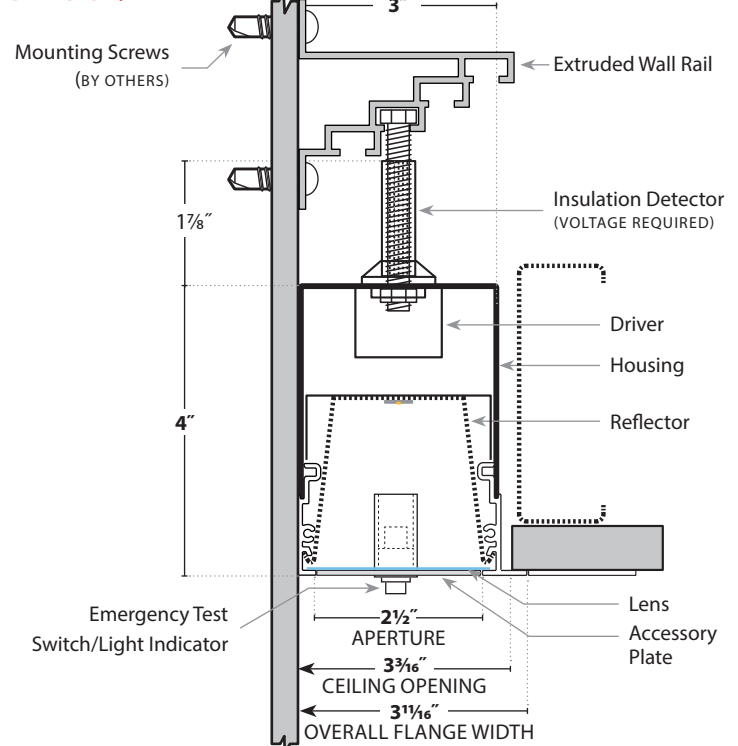 3″
Mounting Screws
(BY OTHERS)
Extruded Wall Rail
Insulation Detector
(VOLTAGE REQUIRED)
1⅞″
Driver
Housing
4″
Reflector
Emergency Test
Switch/Light Indicator
2½″
APERTURE
Lens
Accessory
Plate
3³⁄₁₆″
CEILING OPENING
3¹¹⁄₁₆″
OVERALL FLANGE WIDTH